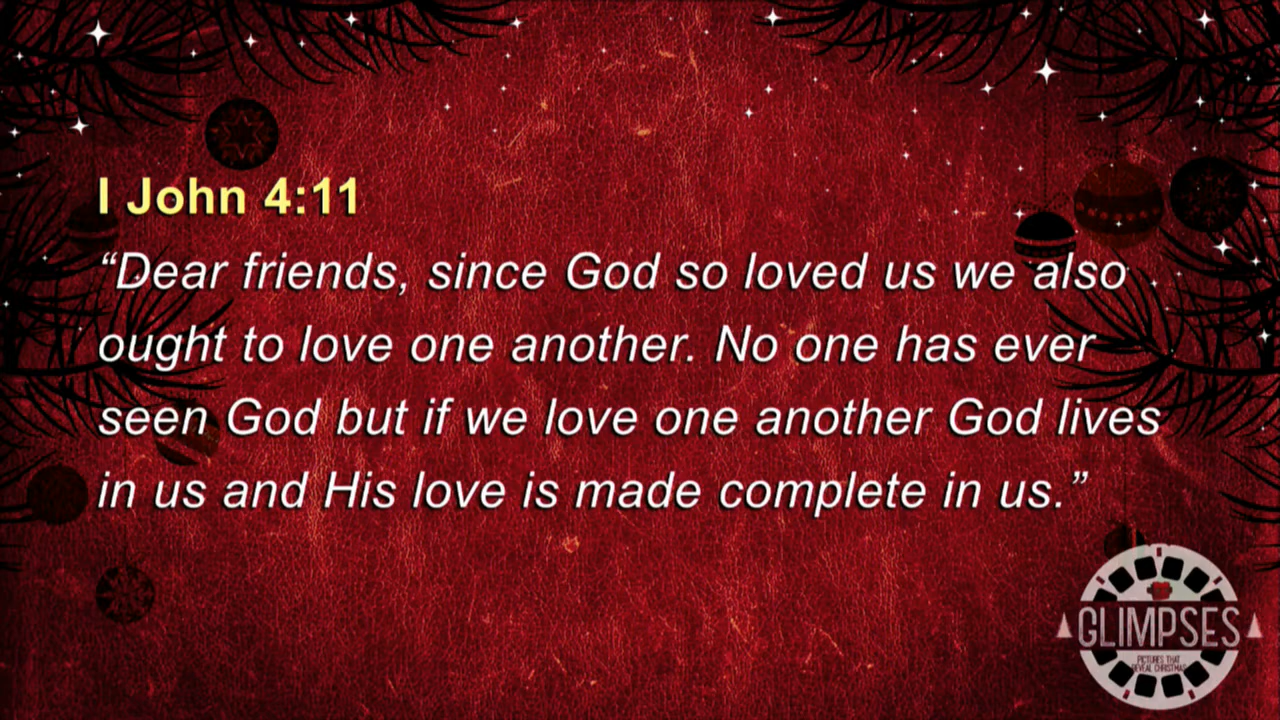 I John 4:11
“Dear friends, since God so loved us we also
ought to love one another. No one has ever
seen God but if we love one another God lives
in us and His love is made complete in us.”
GLIMPSES
PICTURES THAT
REVEAL CHRISTMAS